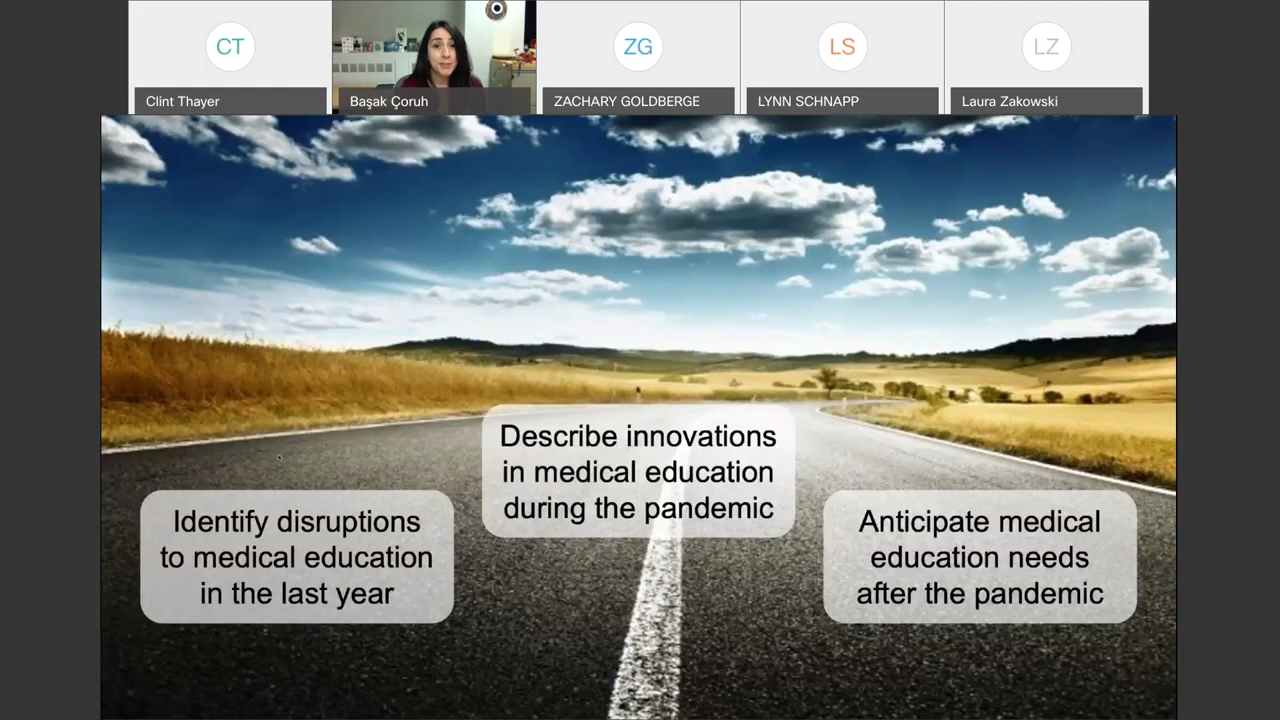 CT
ZG
LS
LZ
Clint Thayer
Başak Çoruh
ZACHARY GOLDBERGE
LYNN SCHNAPP
Laura Zakowski
Describe innovations
in medical education
during the pandemic
Identify disruptions
to medical education
in the last year
Anticipate medical
education needs
after the pandemic